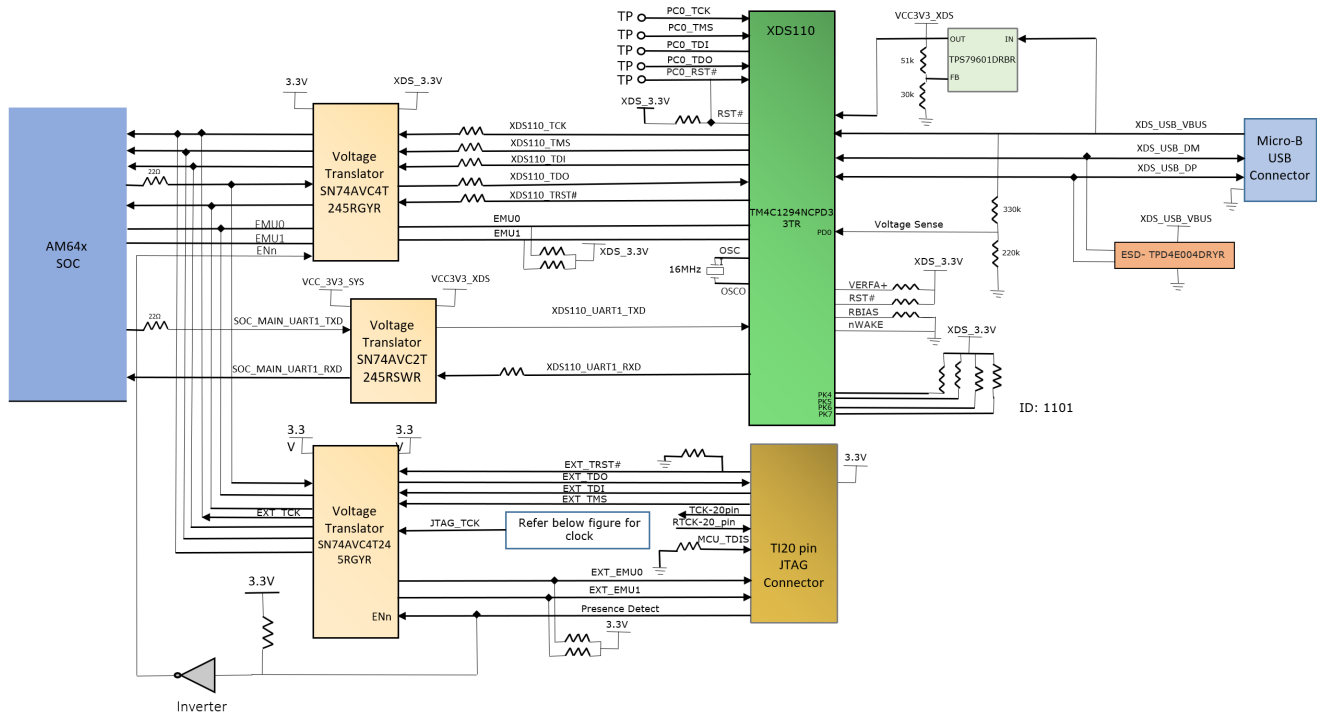 TP PC0_TCK
TP PC0_TMS
TP PC0_TDI
TP PC0_TDO
TP PC0_RST#
XDS110
VCC3V3_XDS
OUT IN
TPS79601DRBR
FB
51k
30k
3.3V
XDS_3.3V
XDS_3.3V
RST#
XDS110_TCK
XDS110_TMS
XDS110_TDI
XDS110_TDO
XDS110_TRST#
Voltage
Translator
SN74AVC4T
245RGYR
22Ω
EMU0
EMU1
ENn
EMU0
EMU1
XDS_3.3V
AM64x
SOC
TM4C1294NCPD3
3TR
PD0
XDS_USB_VBUS
XDS_USB_DM
XDS_USB_DP
Micro-B
USB
Connector
330k
Voltage Sense
220k
XDS_USB_VBUS
ESD- TPD4E004DRYR
OSC
16MHz
OSCO
VCC_3V3_SYS
VCC3V3_XDS
22Ω
SOC_MAIN_UART1_TXD
Voltage
Translator
SN74AVC2T
245RSWR
XDS110_UART1_TXD
SOC_MAIN_UART1_RXD
XDS110_UART1_RXD
XDS_3.3V
VERFA+
RST#
RBIAS
nWAKE
XDS_3.3V
PK4
PK5
PK6
PK7
ID: 1101
3.3
V
3.3
V
EXT_TRST#
EXT_TDO
EXT_TDI
EXT_TMS
3.3V
Voltage
Translator
SN74AVC4T24
5RGYR
EXT_TCK
JTAG_TCK
Refer below figure for
clock
TCK-20pin
RTCK-20_pin
MCU_TDIS
TI20 pin
JTAG
Connector
EXT_EMU0
EXT_EMU1
Presence Detect
ENn
3.3V
3.3V
Inverter